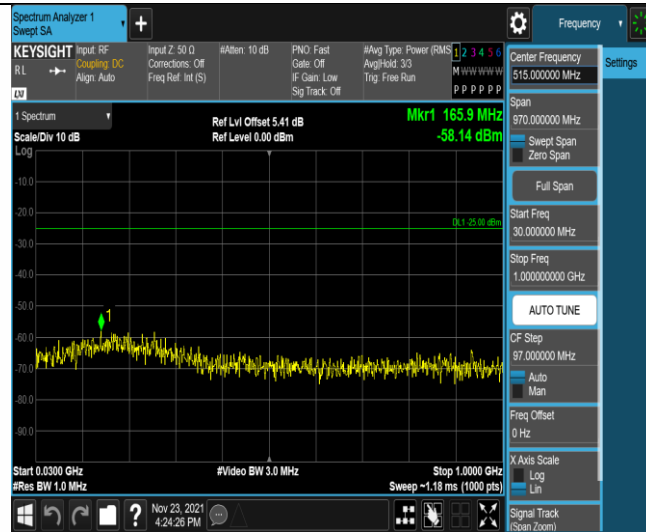 Spectrum Analyzer 1
Swept SA
+
Frequency
KEYSIGHT
RL
LXI
Input: RF
Coupling: DC
Align: Auto
Input Z: 50 Ω
Corrections: Off
Freq Ref: Int (S)
#Atten: 10 dB
PNO: Fast
Gate: Off
IF Gain: Low
Sig Track: Off
#Avg Type: Power (RMS
Avg|Hold: 3/3
Trig: Free Run
1 2 3 4 5 6
M W W W W W
P P P P P P
Center Frequency
515.000000 MHz
Settings
1 Spectrum
Scale/Div 10 dB
Log
Ref Lvl Offset 5.41 dB
Ref Level 0.00 dBm
Mkr1 165.9 MHz
-58.14 dBm
Span
970.000000 MHz
Swept Span
Zero Span
Full Span
-10.0
-20.0
-30.0
-40.0
-50.0
-60.0
-70.0
-80.0
-90.0
DL1 -25.00 dBm
1
Start Freq
30.000000 MHz
Stop Freq
1.00000000 GHz
AUTO TUNE
CF Step
97.000000 MHz
Auto
Man
Freq Offset
0 Hz
X Axis Scale
Log
Lin
Signal Track
(Span Zoom)
Start 0.0300 GHz
#Res BW 1.0 MHz
#Video BW 3.0 MHz
Stop 1.0000 GHz
Sweep ~1.18 ms (1000 pts)
?
Nov 23, 2021
4:24:26 PM